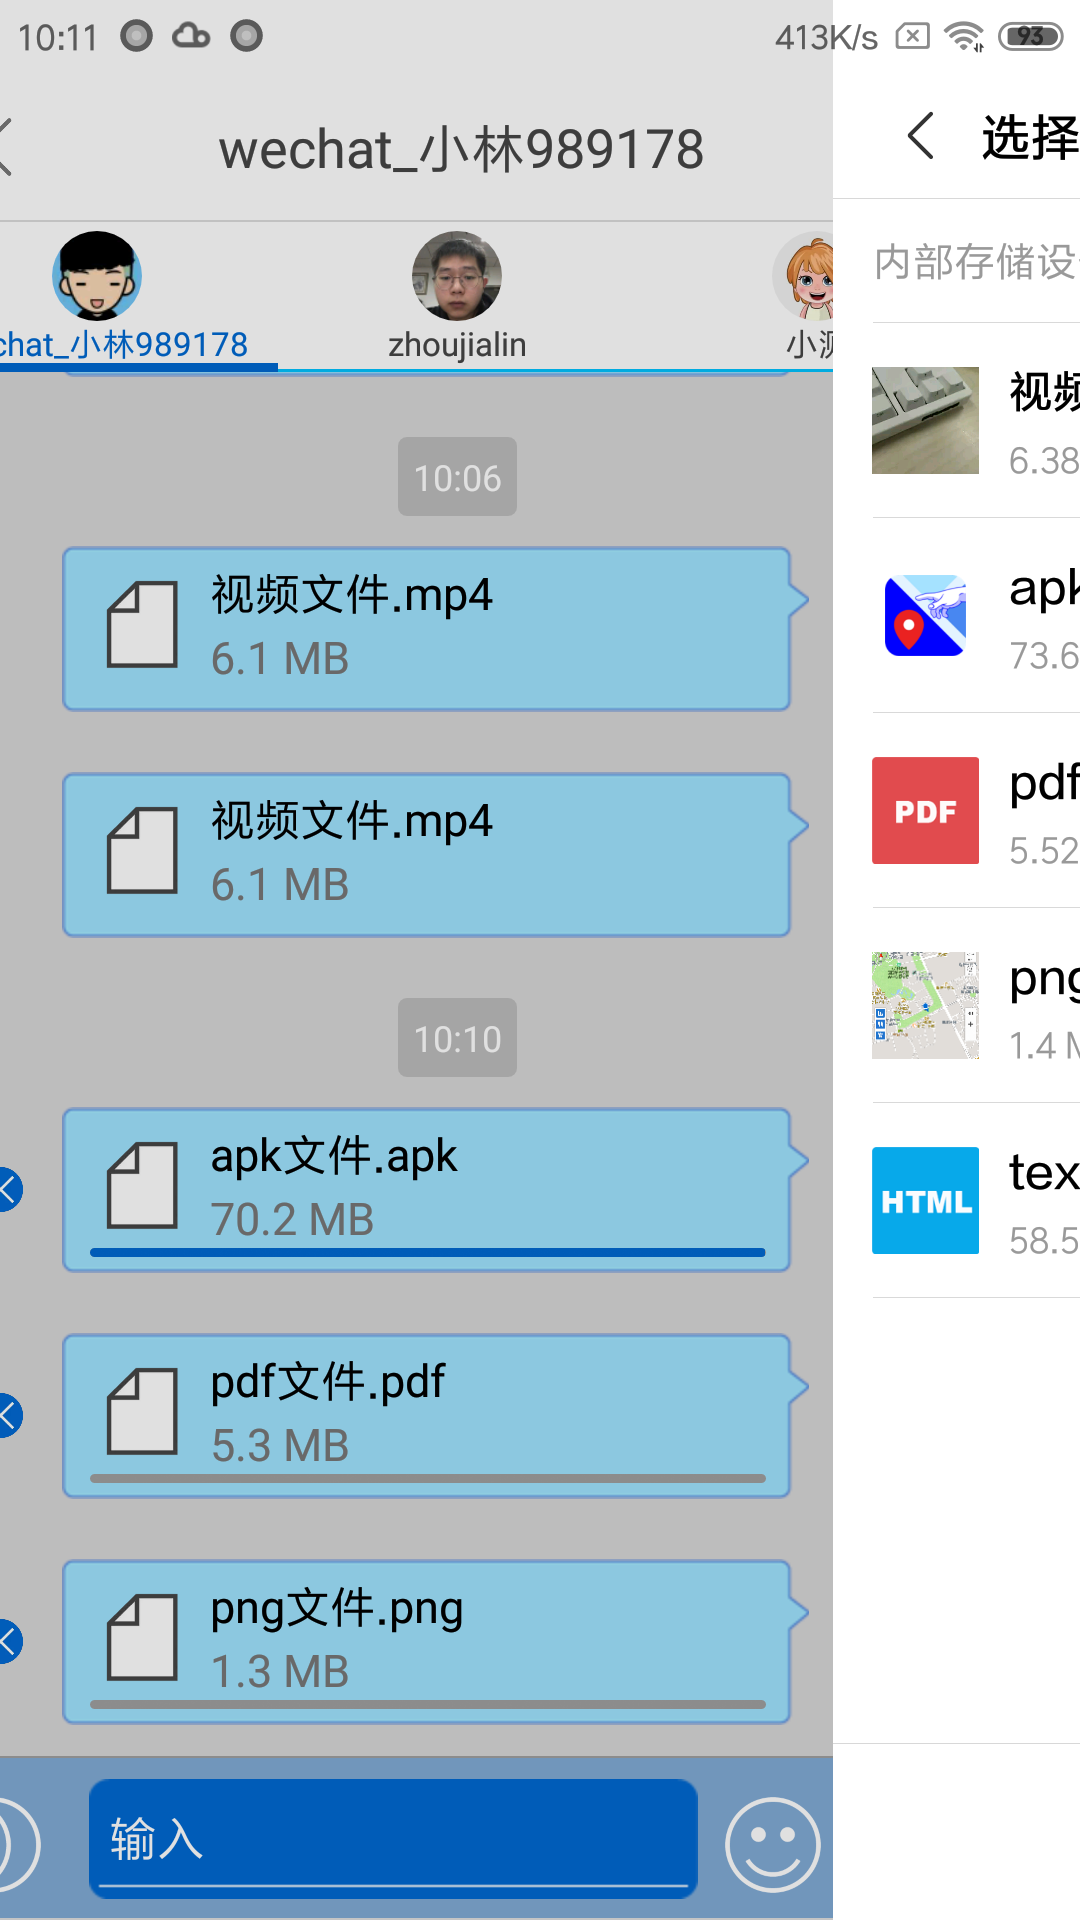 10:11
413K/s
93
wechat_小林989178
选择
chat_小林989178
zhoujialin
小测
内部存储设
10:06
视频文件.mp4
6.1 MB
视频文件.mp4
6.1 MB
10:10
apk文件.apk
70.2 MB
pdf文件.pdf
5.3 MB
png文件.png
1.3 MB
输入
视频
6.38
apk
73.6
PDF
pdf
5.52
png
1.4 M
HTML
tex
58.5